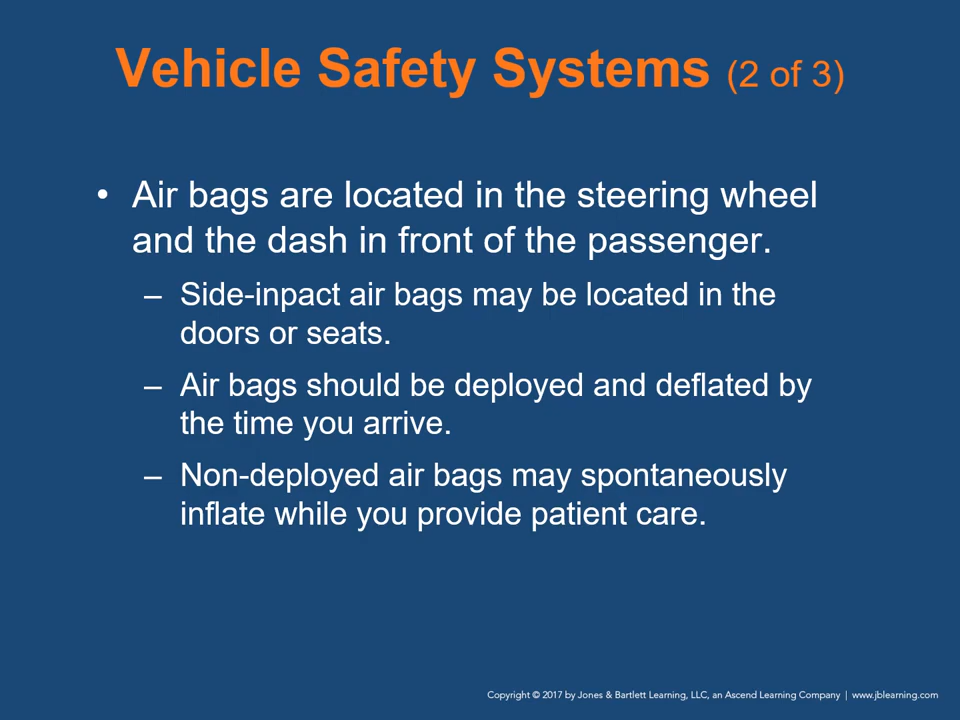 Vehicle Safety Systems (2 of 3)
• Air bags are located in the steering wheel
and the dash in front of the passenger.
– Side-inpact air bags may be located in the
doors or seats.
– Air bags should be deployed and deflated by
the time you arrive.
– Non-deployed air bags may spontaneously
inflate while you provide patient care.
Copyright © 2017 by Jones & Bartlett Learning, LLC, an Ascend Learning Company | www.jblearning.com